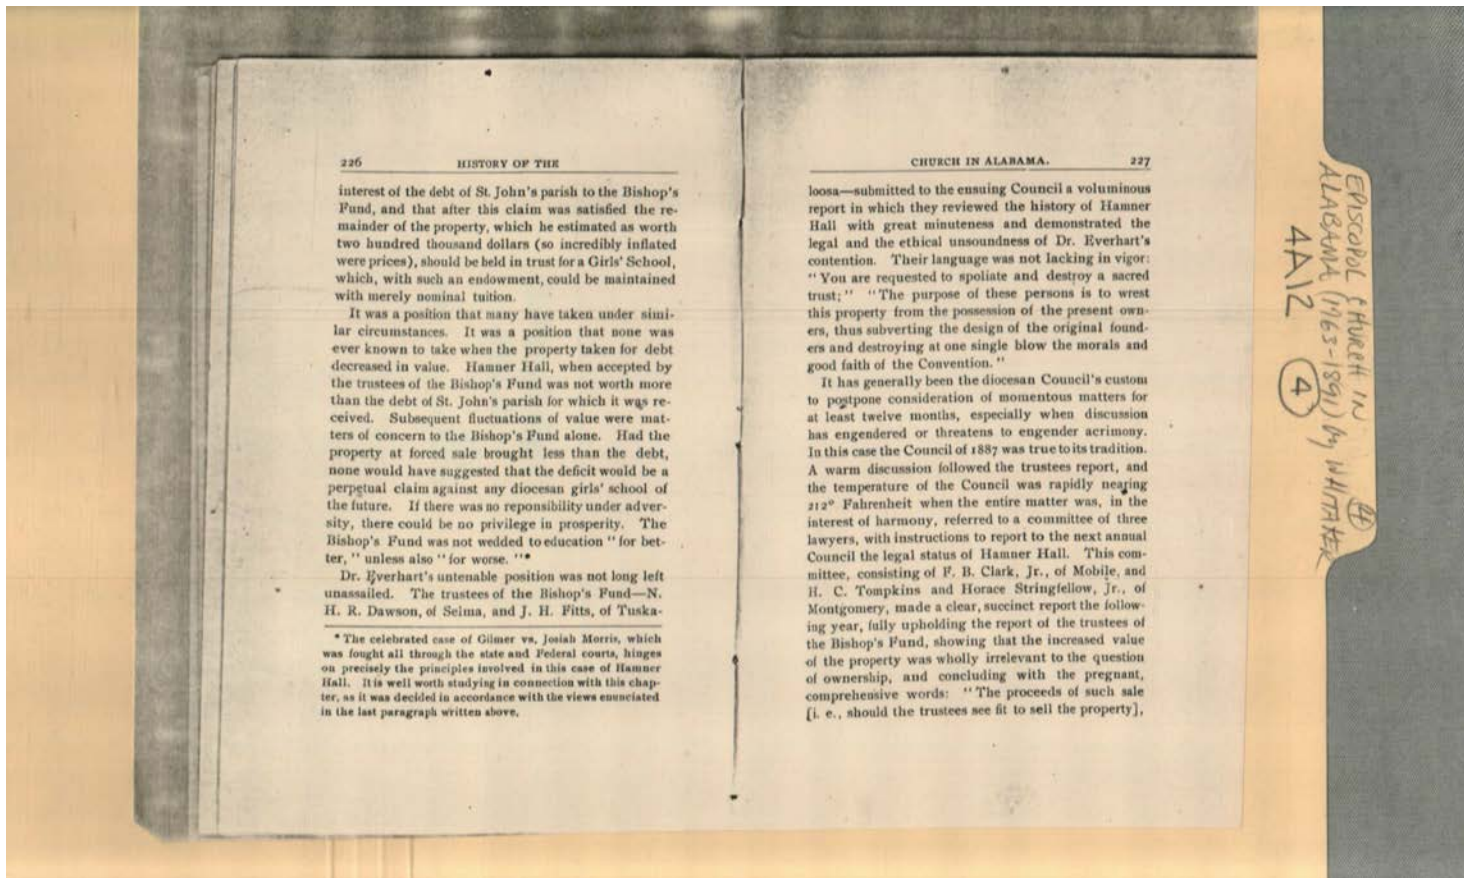 226 HISTORY OF THE
interest of the debt of St. John's parish to the Bishop's
Fund, and that after this claim was satisfied the re-
mainder of the property, which he estimated as worth
two hundred thousand dollars (so incredibly inflated
were prices), should be held in trust for a Girls' School,
which, with such an endowment, could be maintained
with merely nominal tuition.
It was a position that many have taken under simi-
lar circumstances. It was a position that none was
ever known to take when the property taken for debt
decreased in value. Hamner Hall, when accepted by
the trustees of the Bishop's Fund was not worth more
than the debt of St. John's parish for which it was re-
ceived. Subsequent fluctuations of value were mat-
ters of concern to the Bishop's Fund alone. Had the
property at forced sale brought less than the debt,
none would have suggested that the deficit would be a
perpetual claim against any diocesan girls' school of
the future. If there was no reponsibility under adver-
sity, there could be no privilege in prosperity. The
Bishop's Fund was not wedded to education "for bet-
ter," unless also "for worse."*
Dr. Everhart's untenable position was not long left
unassailed. The trustees of the Bishop's Fund—N.
H. R. Dawson, of Selma, and J. H. Fitts, of Tuska-
* The celebrated case of Gilmer vs. Josiah Morris, which
was fought all through the state and Federal courts, hinges
on precisely the principles involved in this case of Hamner
Hall. It is well worth studying in connection with this chap-
ter, as it was decided in accordance with the views enunciated
in the last paragraph written above.
CHURCH IN ALABAMA. 227
loosa—submitted to the ensuing Council a voluminous
report in which they reviewed the history of Hamner
Hall with great minuteness and demonstrated the
legal and the ethical unsoundness of Dr. Everhart's
contention. Their language was not lacking in vigor:
"You are requested to spoliate and destroy a sacred
trust;" "The purpose of these persons is to wrest
this property from the possession of the present own-
ers, thus subverting the design of the original found-
ers and destroying at one single blow the morals and
good faith of the Convention."
It has generally been the diocesan Council's custom
to postpone consideration of momentous matters for
at least twelve months, especially when discussion
has engendered or threatens to engender acrimony.
In this case the Council of 1887 was true to its tradition.
A warm discussion followed the trustees report, and
the temperature of the Council was rapidly nearing
212° Fahrenheit when the entire matter was, in the
interest of harmony, referred to a committee of three
lawyers, with instructions to report to the next annual
Council the legal status of Hamner Hall. This com-
mittee, consisting of F. B. Clark, Jr., of Mobile, and
H. C. Tompkins and Horace Stringfellow, Jr., of
Montgomery, made a clear, succinct report the follow-
ing year, fully upholding the report of the trustees of
the Bishop's Fund, showing that the increased value
of the property was wholly irrelevant to the question
of ownership, and concluding with the pregnant,
comprehensive words: "The proceeds of such sale
[i. e., should the trustees see fit to sell the property],
EPISCOPOL CHURCH IN
ALABAMA (1763-1891) by WHITAKER
4A12 4